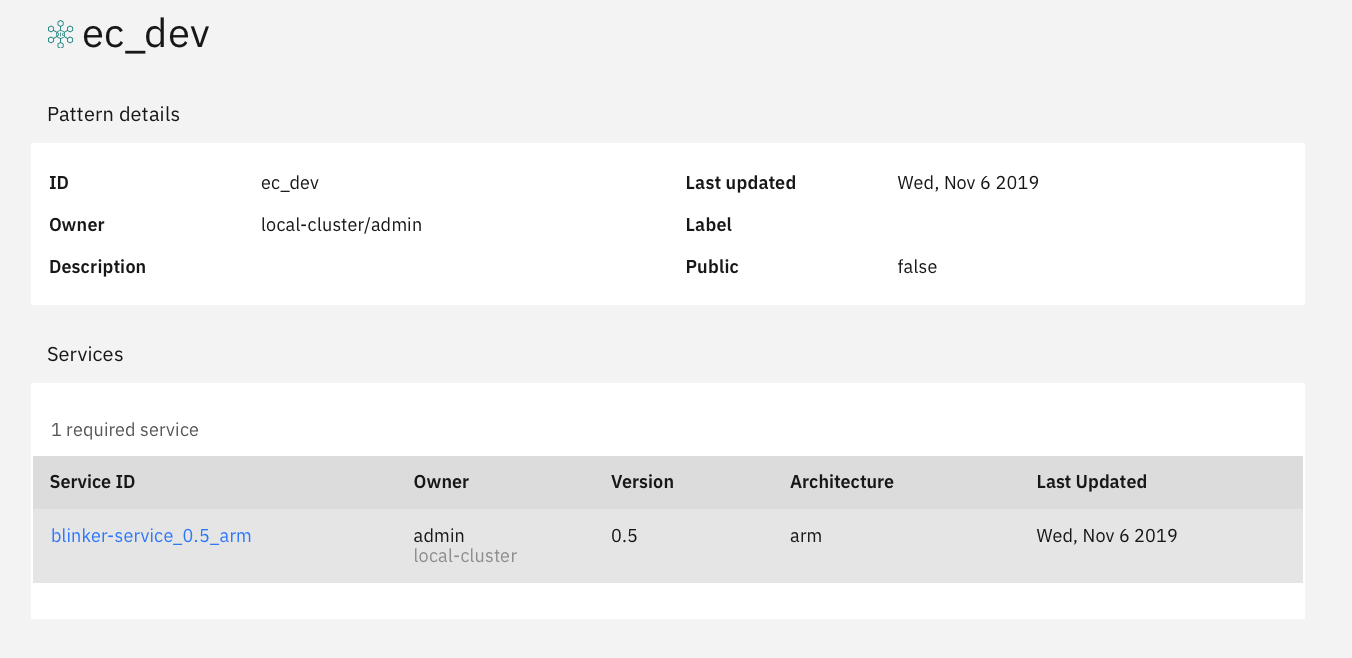 ec_dev
Pattern details
ID ec_dev Last updated Wed, Nov 6 2019
Owner local-cluster/admin Label
Description Public false
Services
1 required service
Service ID Owner Version Architecture Last Updated
blinker-service_0.5_arm admin 0.5 arm Wed, Nov 6 2019
local-cluster